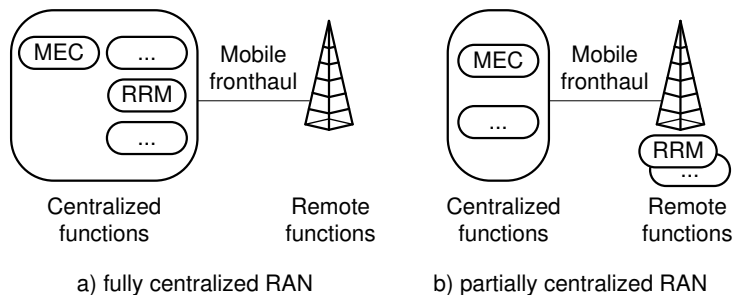 MEC
...
RRM
...
Mobile
fronthaul
Centralized
functions
Remote
functions
a) fully centralized RAN
MEC
...
Mobile
fronthaul
RRM
...
Centralized
functions
Remote
functions
b) partially centralized RAN